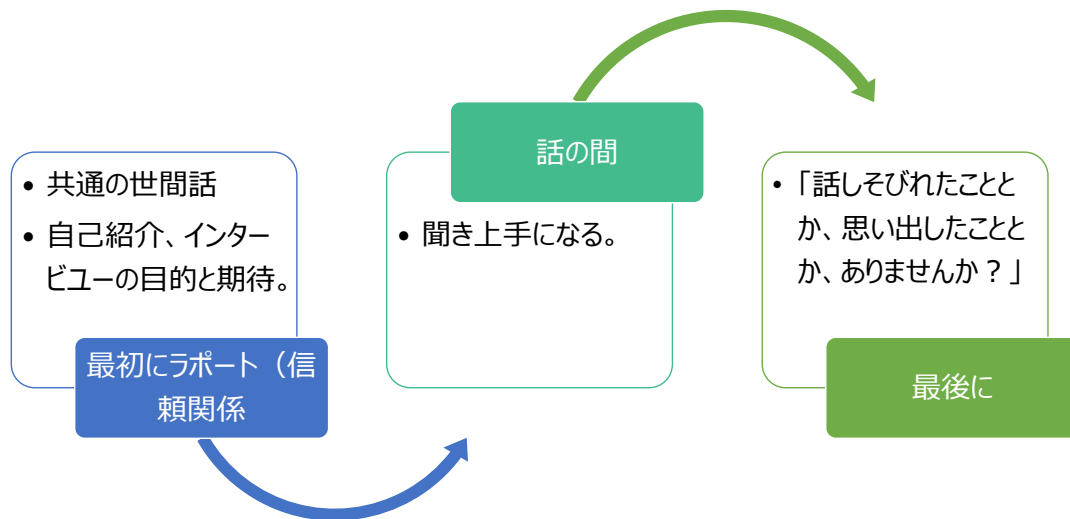 • 共通の世間話
• 自己紹介、インター
ビユーの目的と期待。
最初にラポート（信
頼関係
話の間
• 聞き上手になる。
• 「話しそびれたことと
か、思い出したことと
か、ありませんか？」
最後に